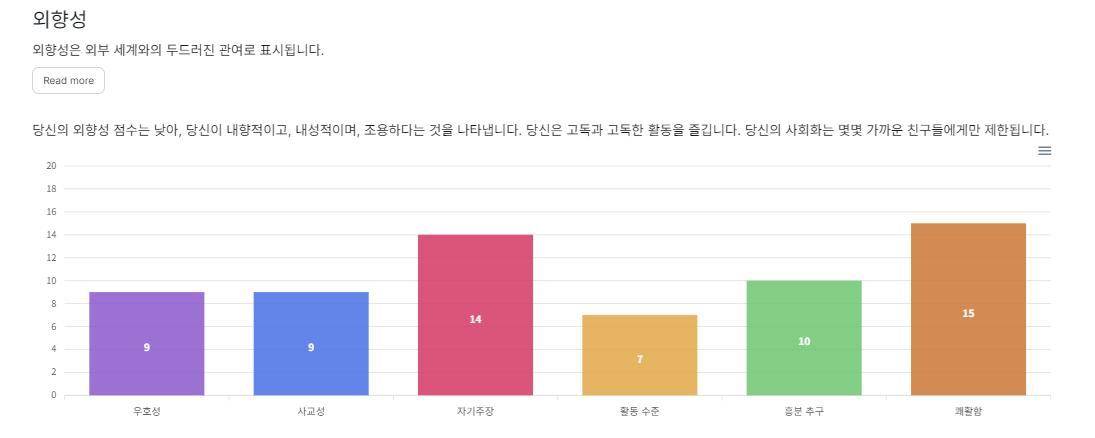 외향성
외향성은 외부 세계와의 두드러진 관여로 표시됩니다.
Read more
당신의 외향성 점수는 낮아, 당신이 내향적이고, 내성적이며, 조용하다는 것을 나타냅니다. 당신은 고독과 고독한 활동을 즐깁니다. 당신의 사회화는 몇몇 가까운 친구들에게만 제한됩니다.
20
18
16
14
12
10
8
6
4
2
0
9
9
14
7
10
15
우호성
사교성
자기주장
활동 수준
흥분 추구
쾌활함